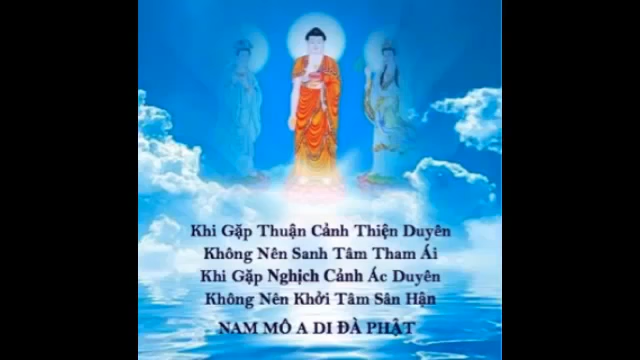 Khi Gặp Thuận Cảnh Thiện Duyên
Không Nên Sanh Tâm Tham Ái
Khi Gặp Nghịch Cảnh Ác Duyên
Không Nên Khởi Tâm Sân Hận
NAM MÔ A DI ĐÀ PHẬT